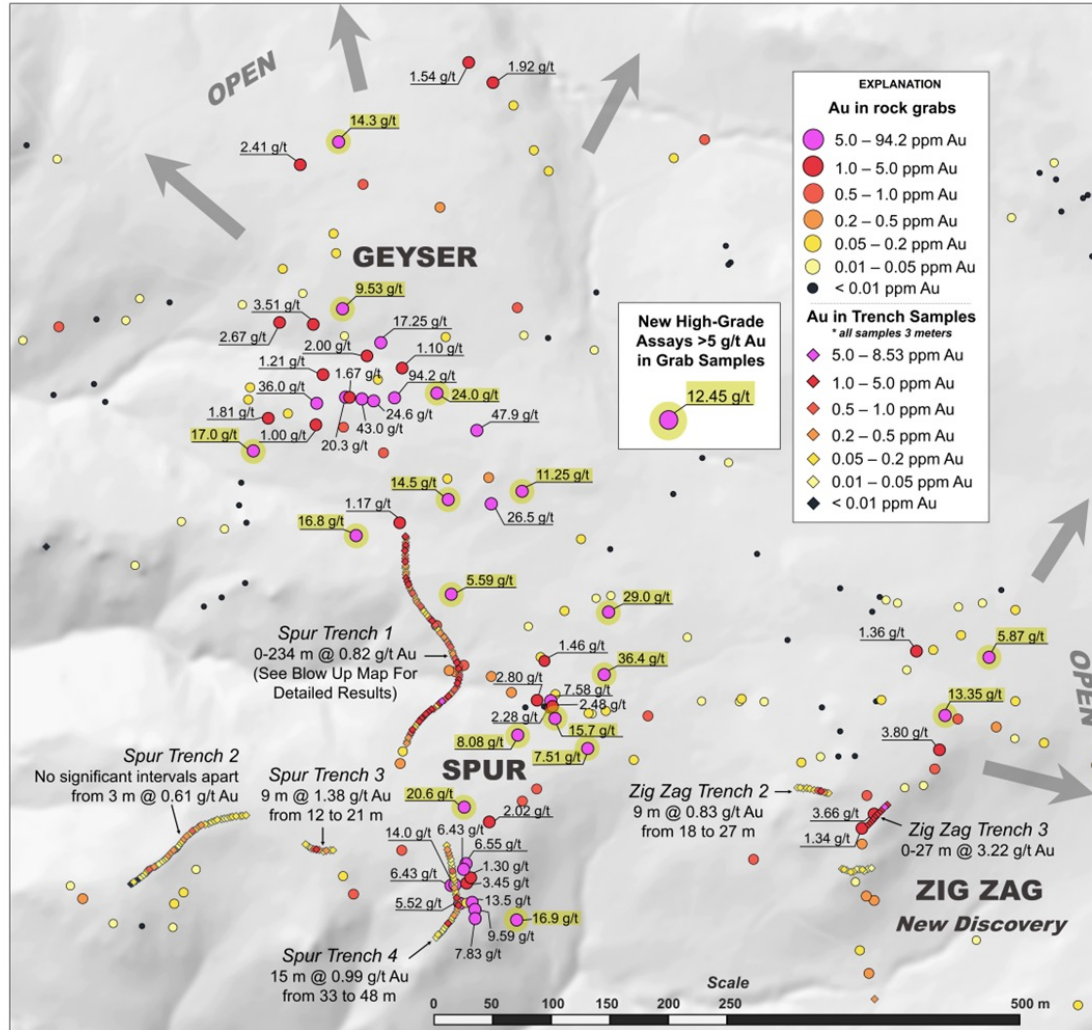 OPEN
1.54 g/t
1.92 g/t
14.3 g/t
2.41 g/t
GEYSER
9.53 g/t
3.51 g/t
2.67 g/t
17.25 g/t
2.00 g/t
1.10 g/t
1.21 g/t
1.67 g/t
36.0 g/t
94.2 g/t
24.0 g/t
1.81 g/t
24.6 g/t
47.9 g/t
17.0 g/t
1.00 g/t
43.0 g/t
20.3 g/t
14.5 g/t
11.25 g/t
1.17 g/t
26.5 g/t
16.8 g/t
5.59 g/t
29.0 g/t
Spur Trench 1
0-234 m @ 0.82 g/t Au
(See Blow Up Map For
Detailed Results)
1.46 g/t
36.4 g/t
2.80 g/t
7.58 g/t
2.48 g/t
2.28 g/t
15.7 g/t
8.08 g/t
7.51 g/t
SPUR
Spur Trench 2
No significant intervals apart
from 3 m @ 0.61 g/t Au
Spur Trench 3
9 m @ 1.38 g/t Au
from 12 to 21 m
20.6 g/t
2.02 g/t
14.0 g/t
6.43 g/t
6.55 g/t
1.30 g/t
6.43 g/t
3.45 g/t
5.52 g/t
13.5 g/t
16.9 g/t
9.59 g/t
7.83 g/t
Spur Trench 4
15 m @ 0.99 g/t Au
from 33 to 48 m
EXPLANATION
Au in rock grabs
5.0 – 94.2 ppm Au
1.0 - 5.0 ppm Au
0.5 - 1.0 ppm Au
0.2 – 0.5 ppm Au
0.05 – 0.2 ppm Au
0.01 – 0.05 ppm Au
< 0.01 ppm Au
Au in Trench Samples
* all samples 3 meters
5.0 - 8.53 ppm Au
1.0 - 5.0 ppm Au
0.5 - 1.0 ppm Au
0.2 – 0.5 ppm Au
0.05 – 0.2 ppm Au
0.01 – 0.05 ppm Au
< 0.01 ppm Au
New High-Grade
Assays >5 g/t Au
in Grab Samples
12.45 g/t
1.36 g/t
5.87 g/t
OPEN
13.35 g/t
3.80 g/t
Zig Zag Trench 2
9 m @ 0.83 g/t Au
from 18 to 27 m
3.66 g/t
1.34 g/t
Zig Zag Trench 3
0-27 m @ 3.22 g/t Au
ZIG ZAG
New Discovery
Scale
0 50 100 150 200 250 500 m